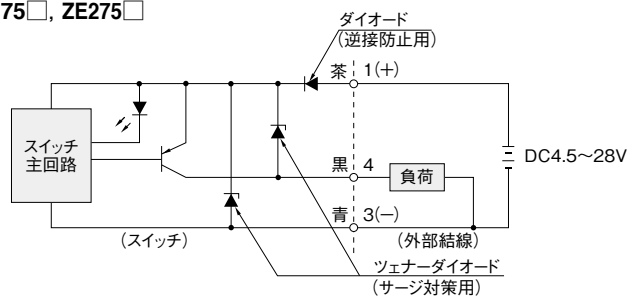 75□, ZE275□
ダイオード
(逆接防止用)
茶 1(+)
スイッチ
主回路
黒 4
負荷
DC4.5～28V
青 3(−)
(スイッチ)
(外部結線)
ツェナーダイオード
(サージ対策用)